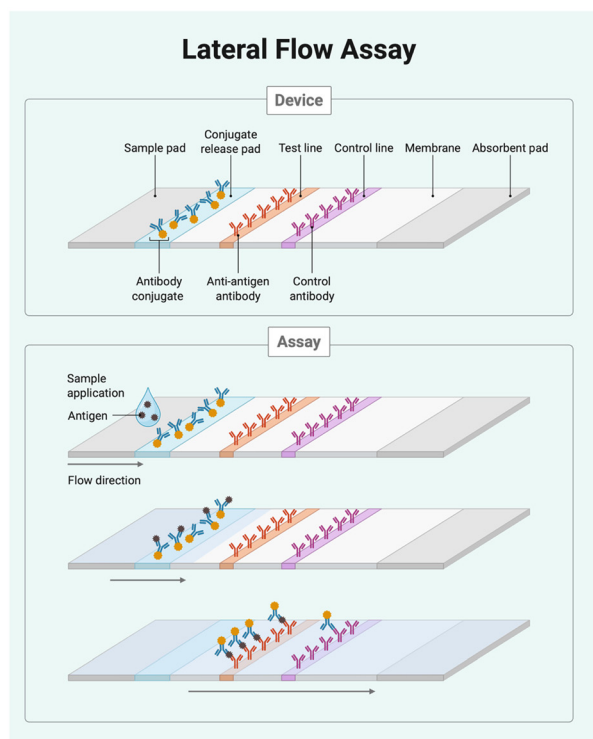 Lateral Flow Assay
Device
Sample pad
Conjugate
release pad
Test line
Control line
Membrane
Absorbent pad
Antibody
conjugate
Anti-antigen
antibody
Control
antibody
Assay
Sample
application
Antigen
Flow direction